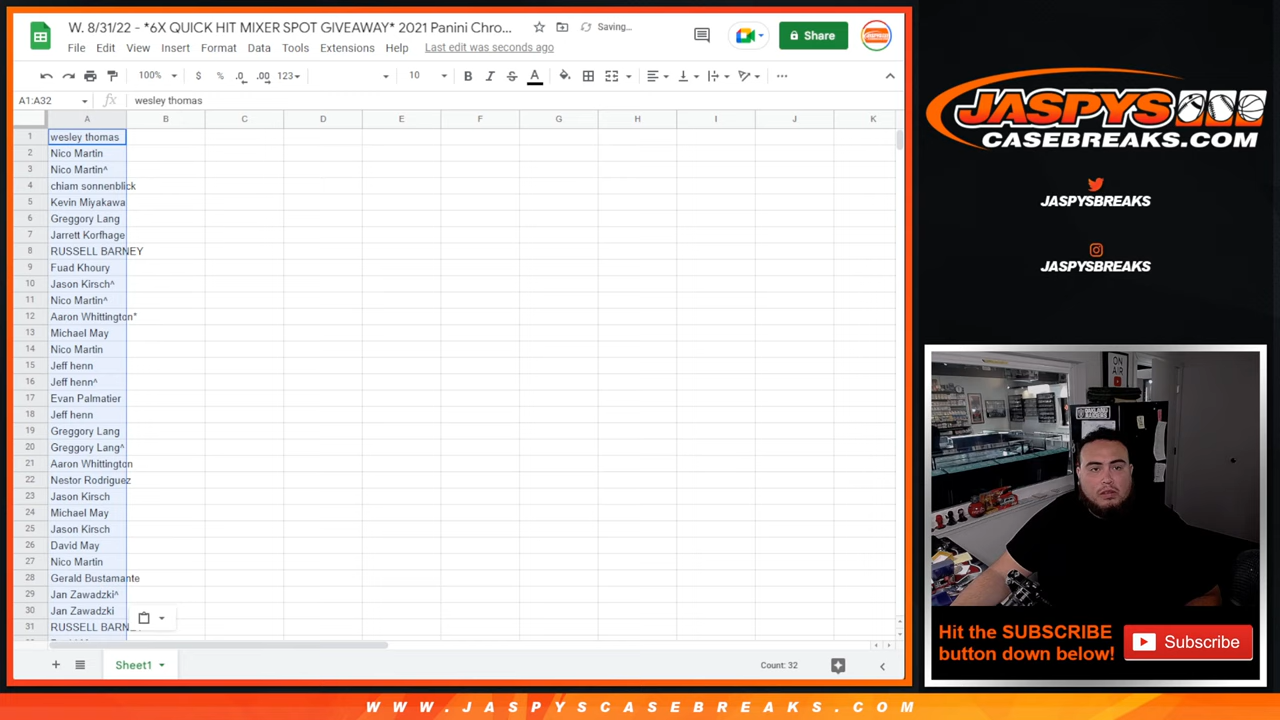 W. 8/31/22 - *6X QUICK HIT MIXER SPOT GIVEAWAY* 2021 Panini Chro...
Saving...
Share
File Edit View Insert Format Data Tools Extensions Help Last edit was seconds ago
100% $ % .0 .00 123 10 B I S A
A1:A32 fx wesley thomas
A B C D E F G H I J K
1 wesley thomas
2 Nico Martin
3 Nico Martin^
4 chiam sonnenblick
5 Kevin Miyakawa
6 Greggory Lang
7 Jarrett Korfhage
8 RUSSELL BARNEY
9 Fuad Khoury
10 Jason Kirsch^
11 Nico Martin^
12 Aaron Whittington*
13 Michael May
14 Nico Martin
15 Jeff henn
16 Jeff henn^
17 Evan Palmatier
18 Jeff henn
19 Greggory Lang
20 Greggory Lang^
21 Aaron Whittington
22 Nestor Rodriguez
23 Jason Kirsch
24 Michael May
25 Jason Kirsch
26 David May
27 Nico Martin
28 Gerald Bustamante
29 Jan Zawadzki^
30 Jan Zawadzki
31 RUSSELL BARN
Sheet1
Count: 32
JASPYS
CASEBREAKS.COM
JASPYSBREAKS
JASPYSBREAKS
ON
AIR
Hit the SUBSCRIBE
button down below!
Subscribe
WWW.JASPYSCASEBREAKS.COM